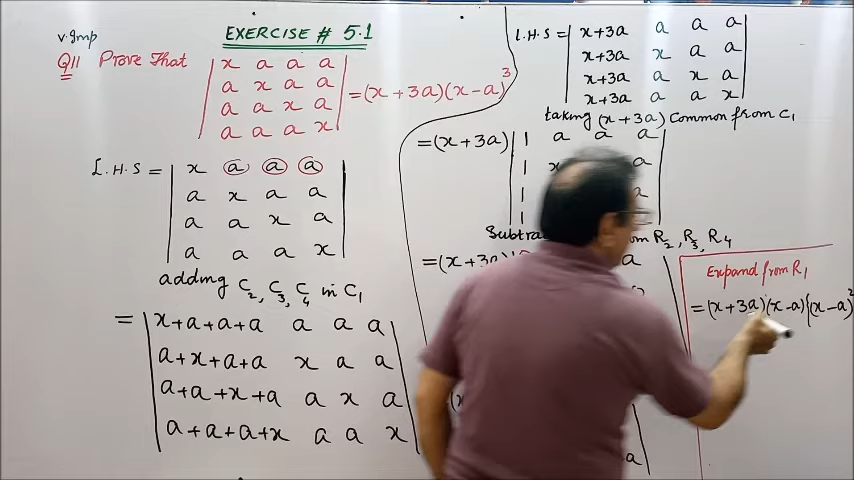 EXERCISE # 5.1
V. Imp
Q11 Prove That
| x a a a |
| a x a a |
| a a x a |
| a a a x |
= (x+3a)(x-a)³
L.H.S = | x a a a |
| a x a a |
| a a x a |
| a a a x |
adding C₂, C₃, C₄ in C₁
= | x+a+a+a a a a |
| a+x+a+a x a a |
| a+a+x+a a x a |
| a+a+a+x a a x |
L.H.S = | x+3a a a a |
| x+3a x a a |
| x+3a a x a |
| x+3a a a x |
taking (x+3a) Common from C₁
= (x+3a) | 1 a a a |
| 1 x a |
| 1 a |
| 1
R₂, R₃, R₄
= (x+3a) a
a
Expand from R₁
= (x+3a)(x-a){(x-a)²